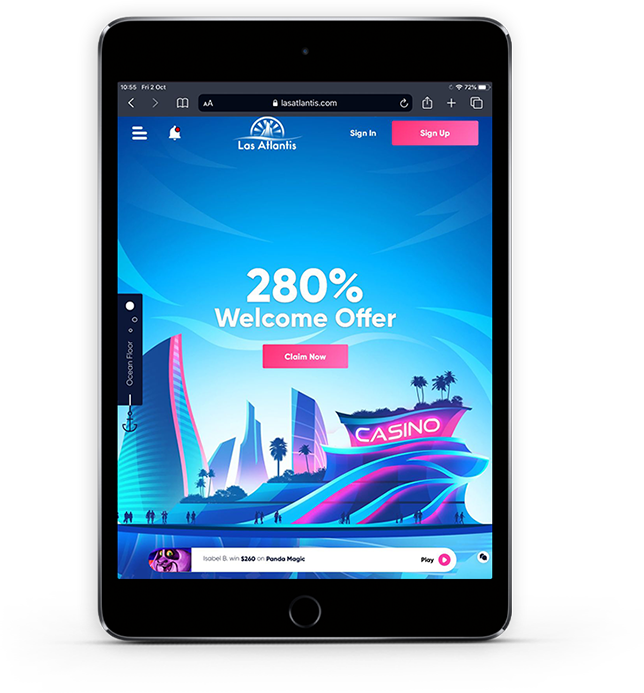 10:55 Fri 2 Oct
72%
AA
lasatlantis.com
Las Atlantis
Sign In
Sign Up
280%
Welcome Offer
Claim Now
Ocean Floor
CASINO
Isabel B. win $260 on Panda Magic
Play